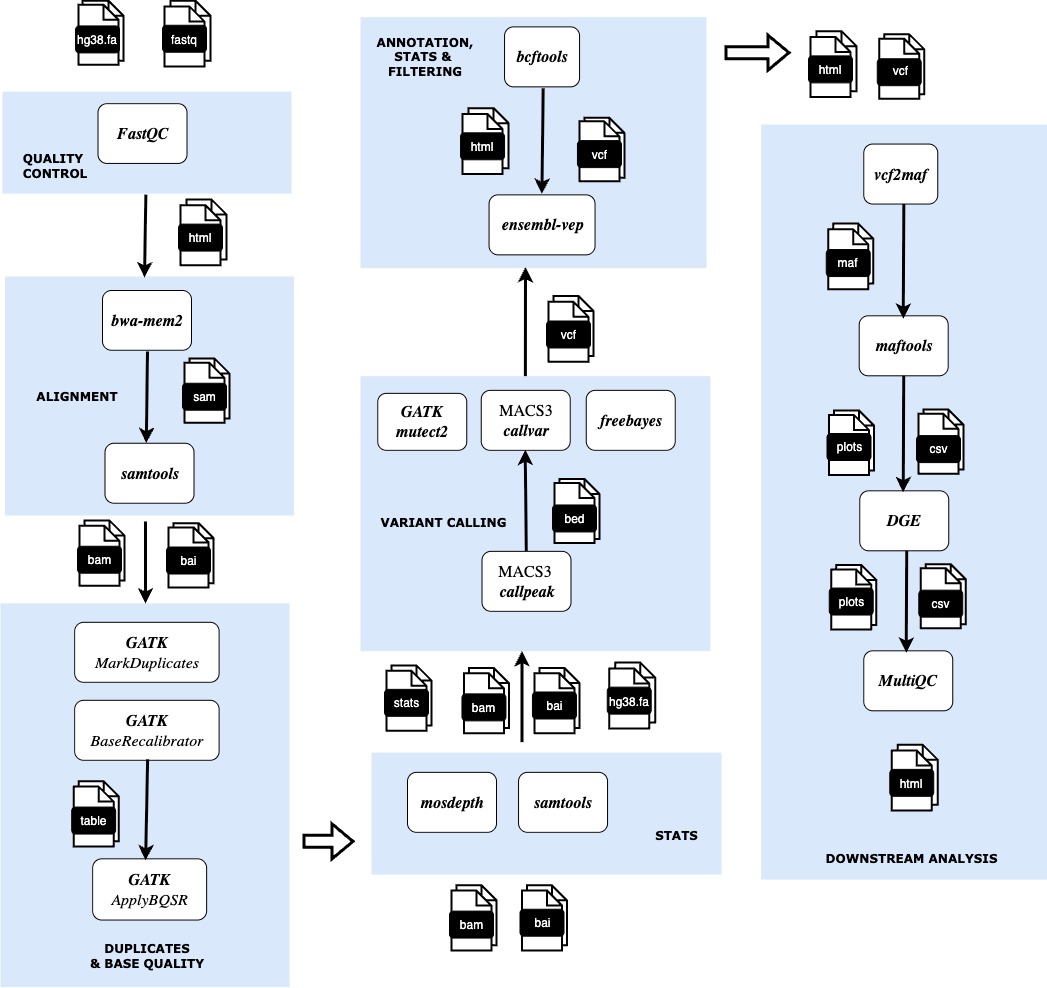 hg38.fa
fastq
FastQC
QUALITY
CONTROL
html
bwa-mem2
ALIGNMENT
sam
samtools
bam
bai
GATK
MarkDuplicates
GATK
BaseRecalibrator
table
GATK
ApplyBQSR
DUPLICATES
& BASE QUALITY
mosdepth
samtools
STATS
bam
bai
stats
bam
bai
hg38.fa
GATK
mutect2
MACS3
callvar
freebayes
VARIANT CALLING
bed
MACS3
callpeak
vcf
ANNOTATION,
STATS &
FILTERING
bcftools
html
vcf
ensembl-vep
html
vcf
vcf2maf
maf
maftools
plots
csv
DGE
plots
csv
MultiQC
html
DOWNSTREAM ANALYSIS